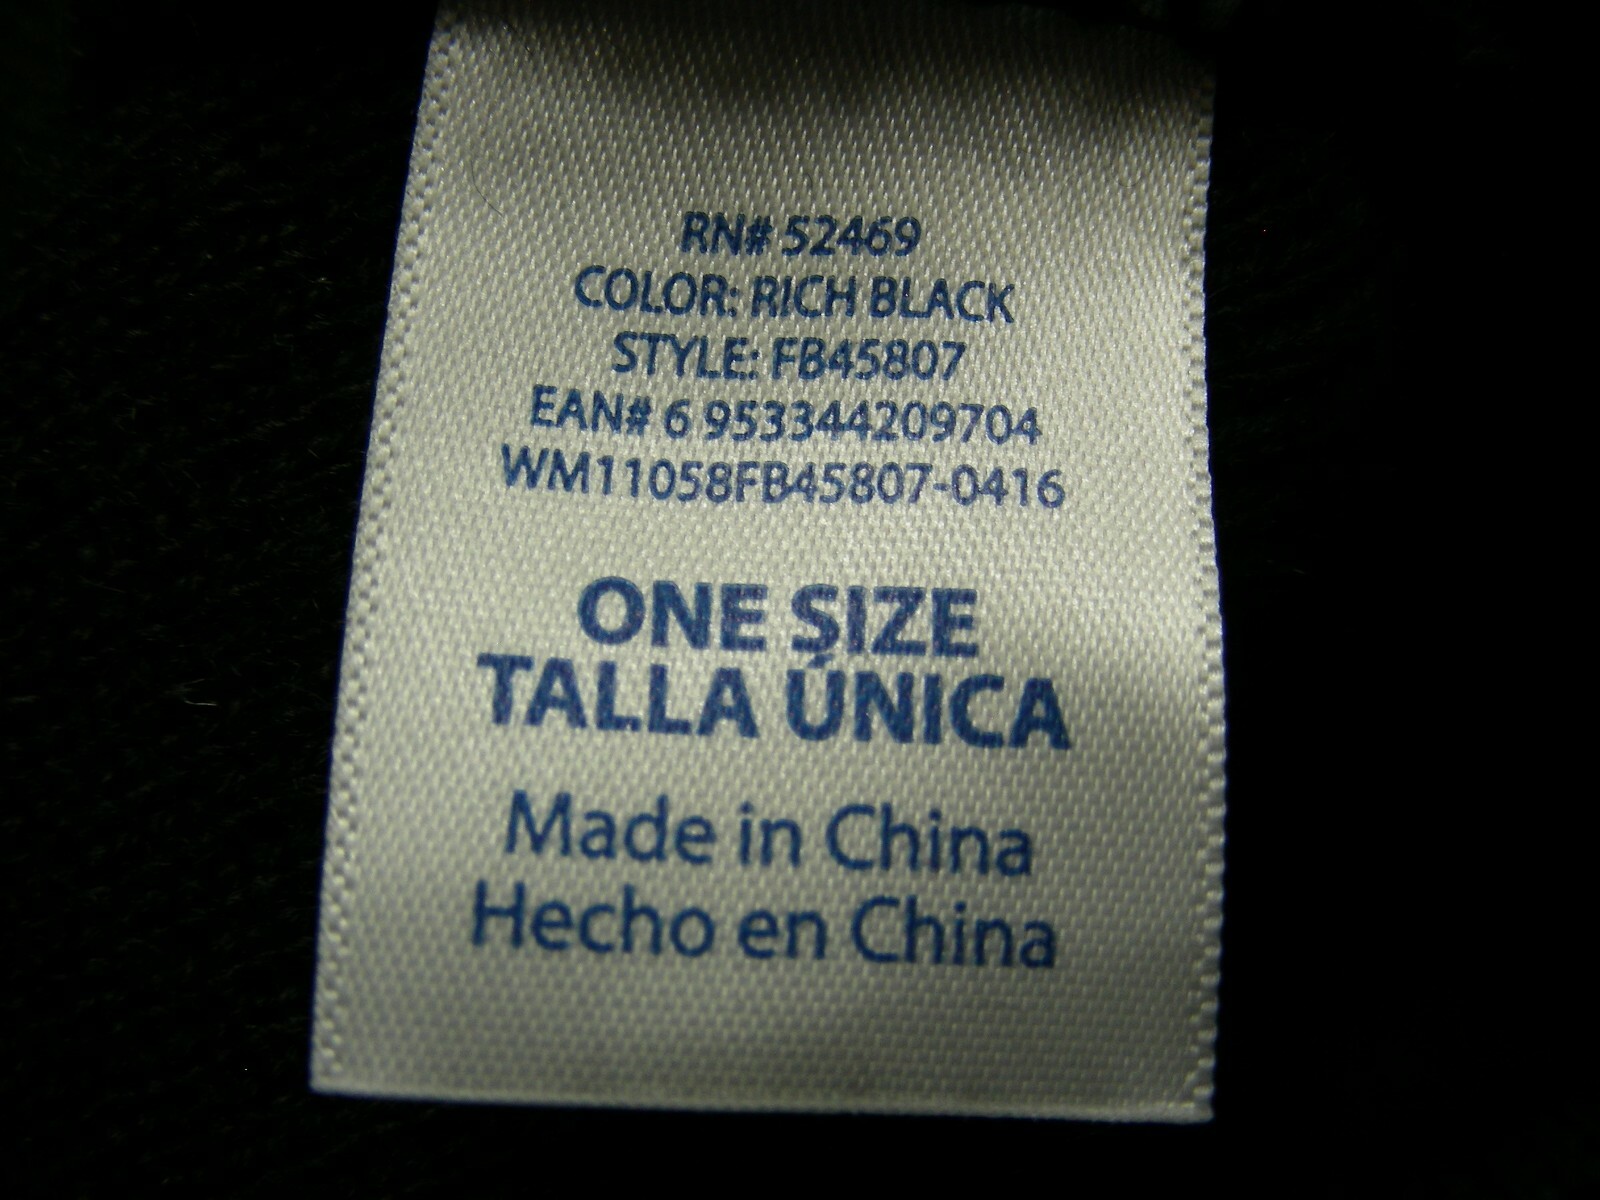 RN# 52469
COLOR: RICH BLACK
STYLE: FB45807
EAN# 6 953344209704
WM11058FB45807-0416
ONE SIZE
TALLA ÚNICA
Made in China
Hecho en China